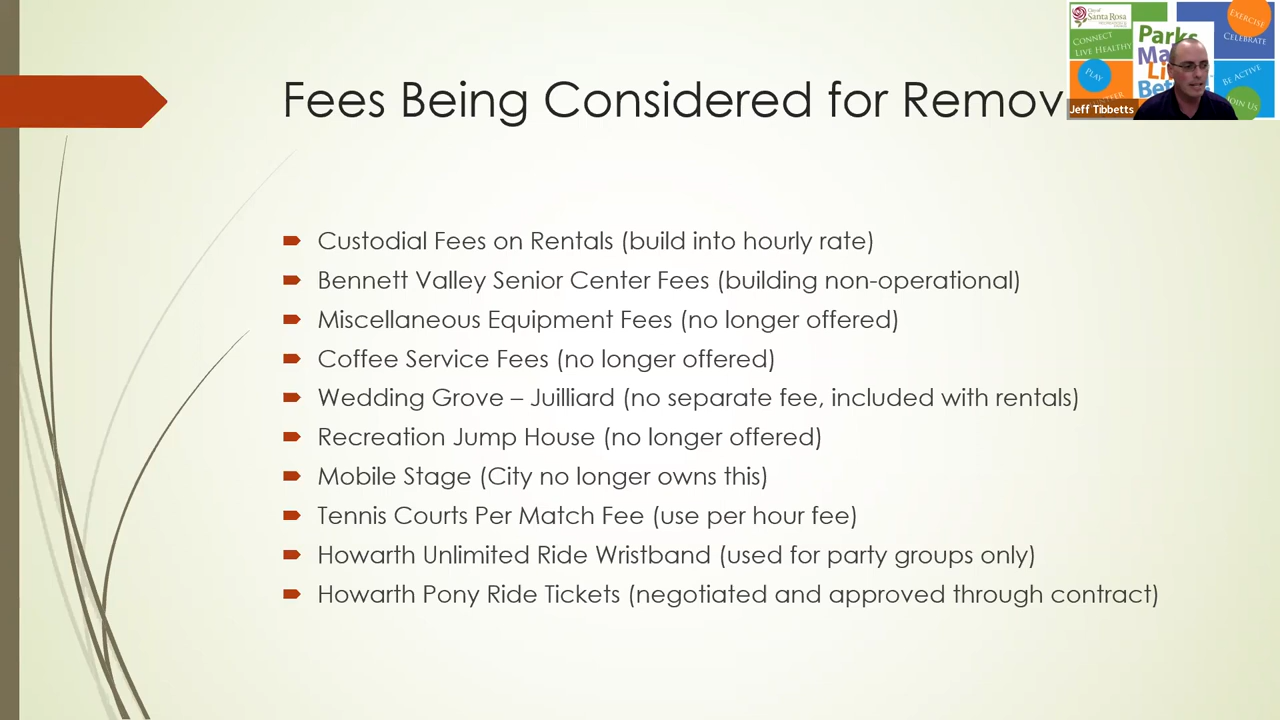 Fees Being Considered for Remov
City of
Santa Rosa
CONNECT
LIVE HEALTHY
Parks
EXERCISE
CELEBRATE
PLAY
BE ACTIVE
JOIN US
Jeff Tibbetts
Custodial Fees on Rentals (build into hourly rate)
Bennett Valley Senior Center Fees (building non-operational)
Miscellaneous Equipment Fees (no longer offered)
Coffee Service Fees (no longer offered)
Wedding Grove – Juilliard (no separate fee, included with rentals)
Recreation Jump House (no longer offered)
Mobile Stage (City no longer owns this)
Tennis Courts Per Match Fee (use per hour fee)
Howarth Unlimited Ride Wristband (used for party groups only)
Howarth Pony Ride Tickets (negotiated and approved through contract)